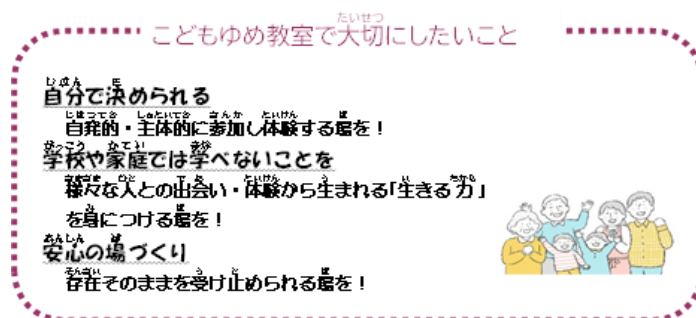 こどもゆめ教室で大切にしたいこと
自分で決められる
自発的・主体的に参加し体験する場を！
学校や家庭では学べないことを
様々な人との出会い・体験から生まれる「生きる力」
を身につける場を！
安心の場づくり
存在そのままを受け止められる場を！